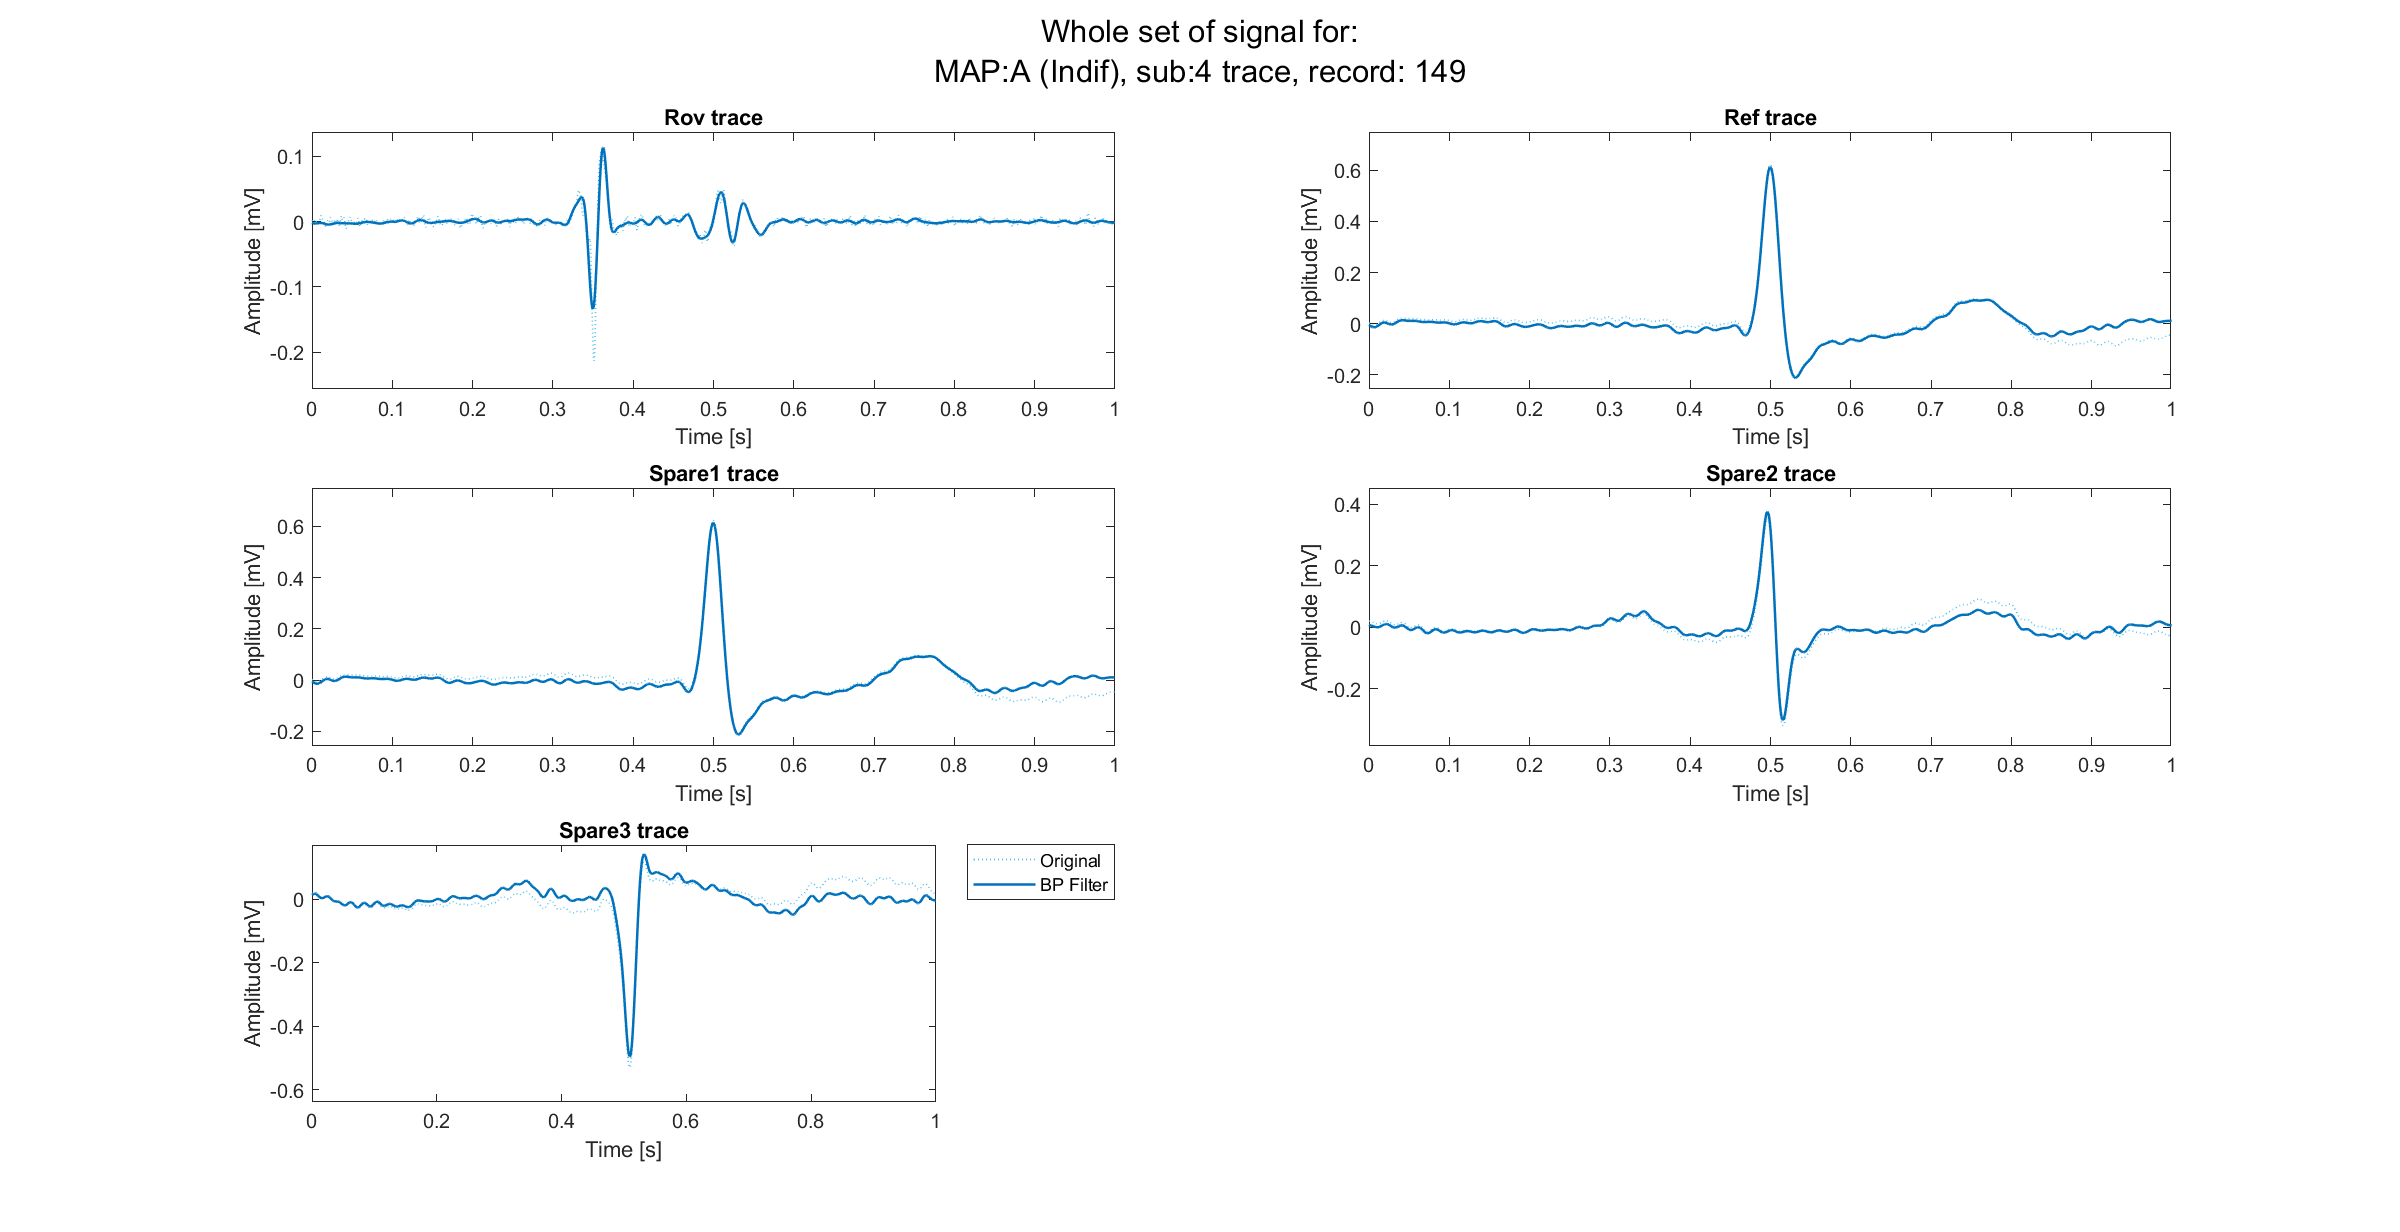 Whole set of signal for:
MAP:A (Indif), sub:4 trace, record: 149
Rov trace
0.1
0
-0.1
-0.2
Amplitude [mV]
0 0.1 0.2 0.3 0.4 0.5 0.6 0.7 0.8 0.9 1
Time [s]
Ref trace
0.6
0.4
0.2
0
-0.2
Amplitude [mV]
0 0.1 0.2 0.3 0.4 0.5 0.6 0.7 0.8 0.9 1
Time [s]
Spare1 trace
0.6
0.4
0.2
0
-0.2
Amplitude [mV]
0 0.1 0.2 0.3 0.4 0.5 0.6 0.7 0.8 0.9 1
Time [s]
Spare2 trace
0.4
0.2
0
-0.2
Amplitude [mV]
0 0.1 0.2 0.3 0.4 0.5 0.6 0.7 0.8 0.9 1
Time [s]
Spare3 trace
0
-0.2
-0.4
-0.6
Amplitude [mV]
0 0.2 0.4 0.6 0.8 1
Time [s]
Original
BP Filter